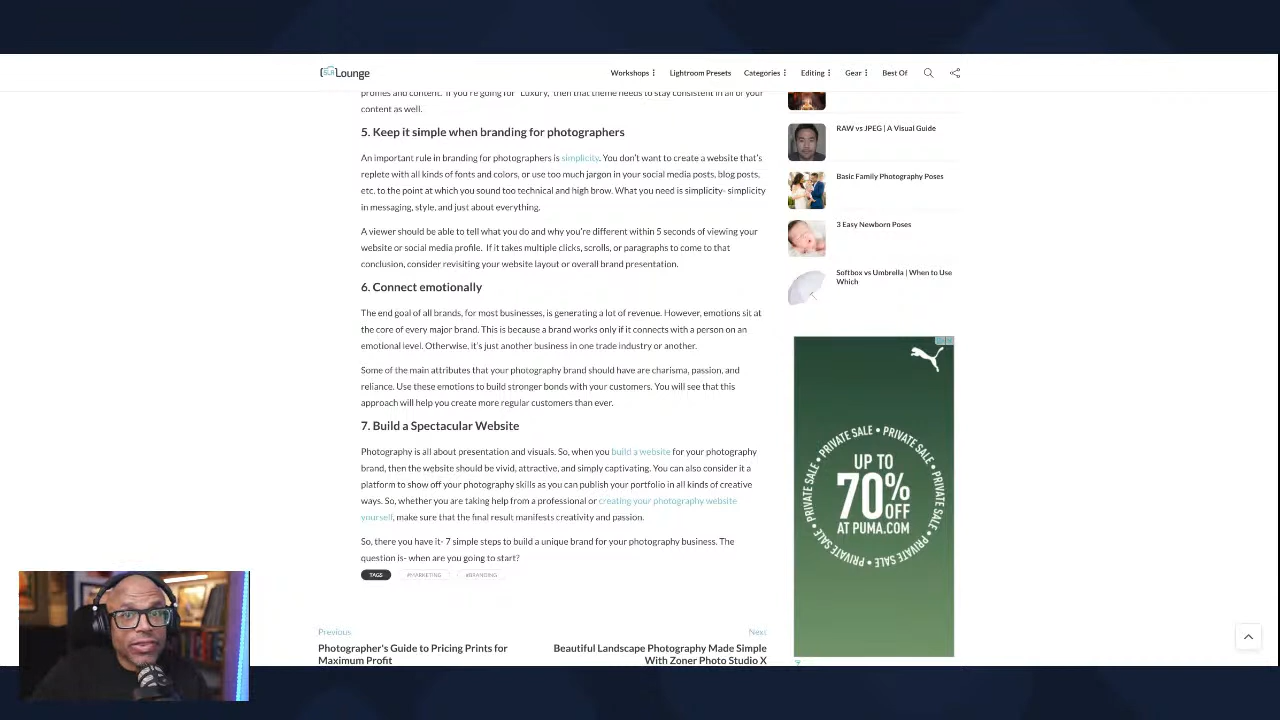 SLR Lounge
Workshops
Lightroom Presets
Categories
Editing
Gear
Best Of
profiles and content. If you're going for "Luxury," then that theme needs to stay consistent in all of your
content as well.
5. Keep it simple when branding for photographers
An important rule in branding for photographers is simplicity. You don't want to create a website that's
replete with all kinds of fonts and colors, or use too much jargon in your social media posts, blog posts,
etc. to the point at which you sound too technical and high brow. What you need is simplicity- simplicity
in messaging, style, and just about everything.
A viewer should be able to tell what you do and why you're different within 5 seconds of viewing your
website or social media profile. If it takes multiple clicks, scrolls, or paragraphs to come to that
conclusion, consider revisiting your website layout or overall brand presentation.
6. Connect emotionally
The end goal of all brands, for most businesses, is generating a lot of revenue. However, emotions sit at
the core of every major brand. This is because a brand works only if it connects with a person on an
emotional level. Otherwise, it's just another business in one trade industry or another.
Some of the main attributes that your photography brand should have are charisma, passion, and
reliance. Use these emotions to build stronger bonds with your customers. You will see that this
approach will help you create more regular customers than ever.
7. Build a Spectacular Website
Photography is all about presentation and visuals. So, when you build a website for your photography
brand, then the website should be vivid, attractive, and simply captivating. You can also consider it a
platform to show off your photography skills as you can publish your portfolio in all kinds of creative
ways. So, whether you are taking help from a professional or creating your photography website
yourself, make sure that the final result manifests creativity and passion.
So, there you have it- 7 simple steps to build a unique brand for your photography business. The
question is- when are you going to start?
TAGS
#MARKETING
#BRANDING
Previous
Photographer's Guide to Pricing Prints for
Maximum Profit
Next
Beautiful Landscape Photography Made Simple
With Zoner Photo Studio X
RAW vs JPEG | A Visual Guide
Basic Family Photography Poses
3 Easy Newborn Poses
Softbox vs Umbrella | When to Use
Which
PRIVATE SALE • PRIVATE SALE • PRIVATE SALE • PRIVATE SALE •
UP TO
70% OFF
AT PUMA.COM